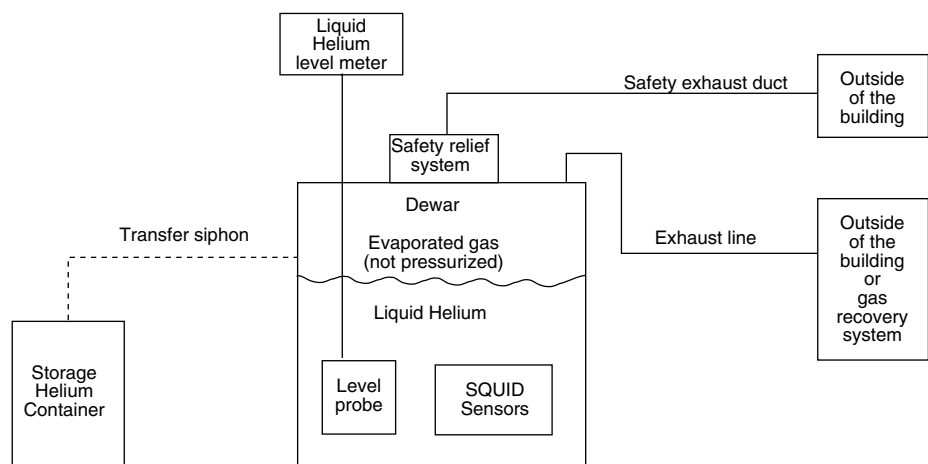 Liquid
Helium
level meter
Safety exhaust duct
Outside
of the
building
Safety relief
system
Dewar
Transfer siphon
Evaporated gas
(not pressurized)
Exhaust line
Outside
of the
building
or
gas
recovery
system
Liquid Helium
Storage
Helium
Container
Level
probe
SQUID
Sensors